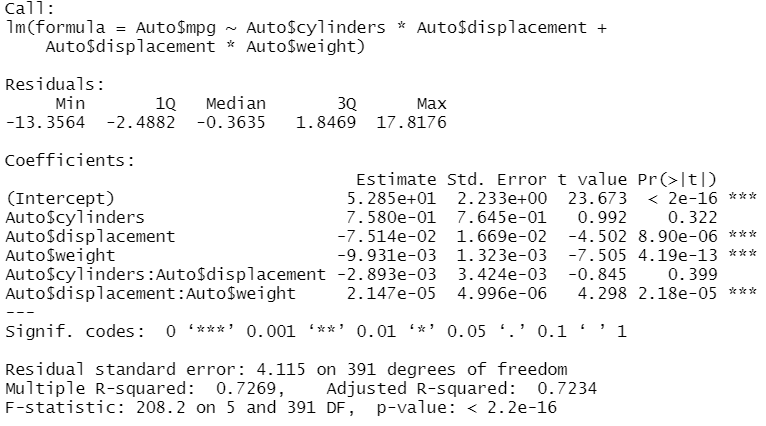 Call:
lm(formula = Auto$mpg ~ Auto$cylinders * Auto$displacement +
    Auto$displacement * Auto$weight)

Residuals:
     Min       1Q   Median       3Q      Max
-13.3564  -2.4882  -0.3635   1.8469  17.8176

Coefficients:
                                   Estimate Std. Error t value Pr(>|t|)
(Intercept)                       5.285e+01  2.233e+00  23.673  < 2e-16 ***
Auto$cylinders                    7.580e-01  7.645e-01   0.992    0.322
Auto$displacement                -7.514e-02  1.669e-02  -4.502 8.90e-06 ***
Auto$weight                      -9.931e-03  1.323e-03  -7.505 4.19e-13 ***
Auto$cylinders:Auto$displacement -2.893e-03  3.424e-03  -0.845    0.399
Auto$displacement:Auto$weight     2.147e-05  4.996e-06   4.298 2.18e-05 ***
---
Signif. codes:  0 ‘***’ 0.001 ‘**’ 0.01 ‘*’ 0.05 ‘.’ 0.1 ‘ ’ 1

Residual standard error: 4.115 on 391 degrees of freedom
Multiple R-squared:  0.7269,    Adjusted R-squared:  0.7234
F-statistic: 208.2 on 5 and 391 DF,  p-value: < 2.2e-16